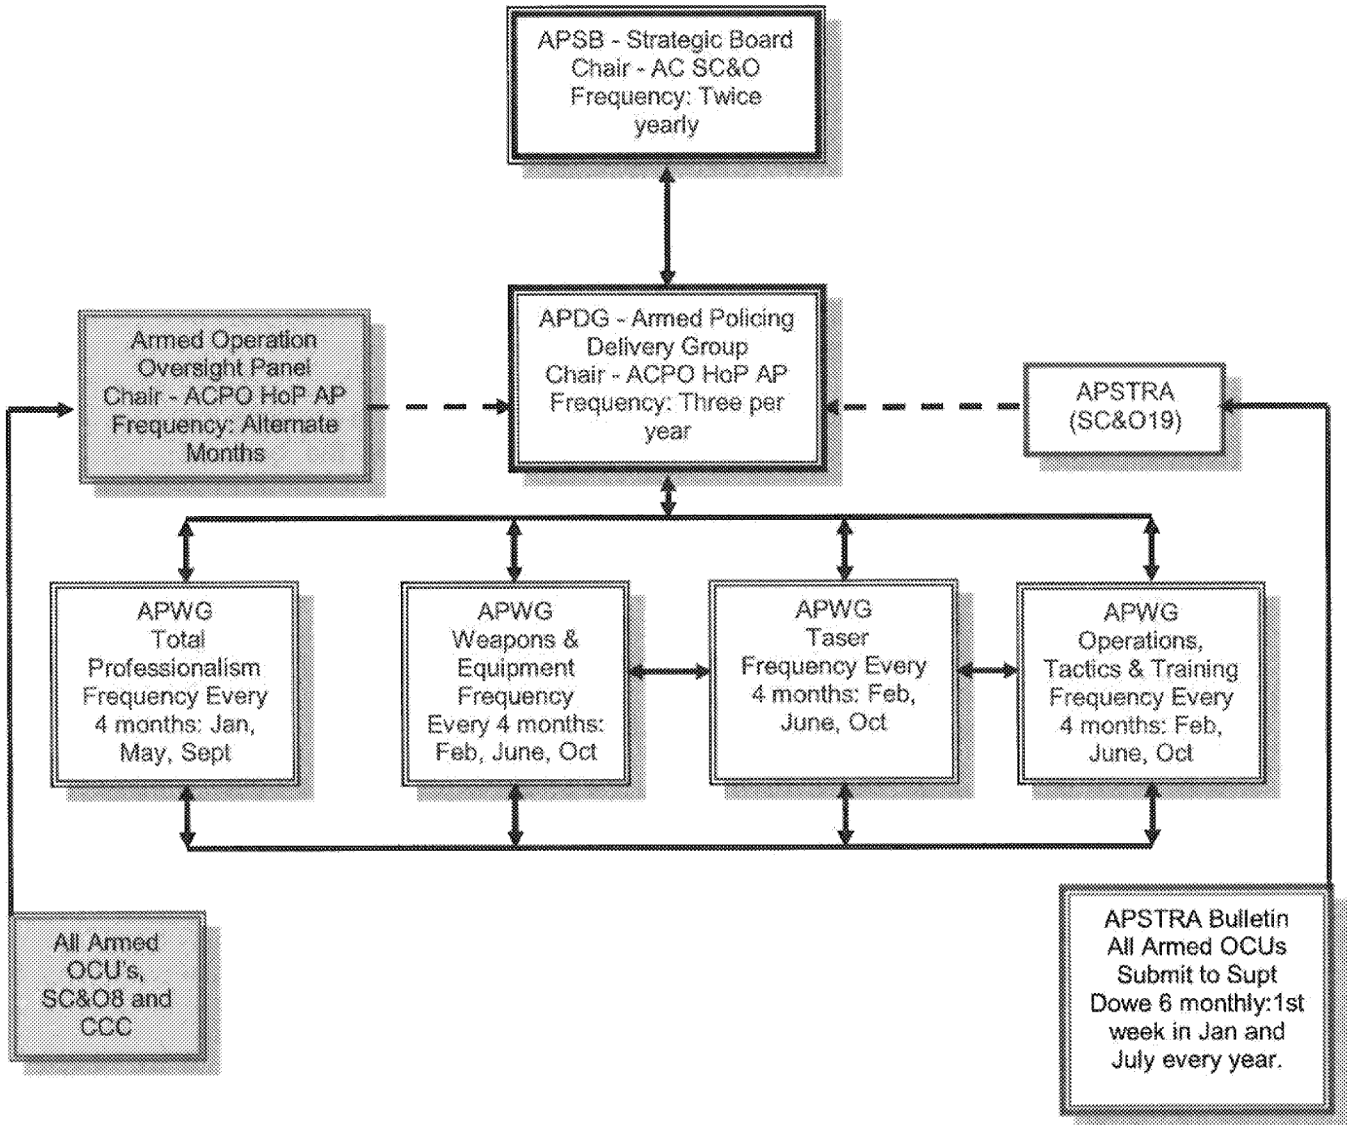 APSB - Strategic Board
Chair - AC SC&O
Frequency: Twice
yearly
APDG - Armed Policing
Delivery Group
Chair - ACPO HoP AP
Frequency: Three per
year
Armed Operation
Oversight Panel
Chair - ACPO HoP AP
Frequency: Alternate
Months
APSTRA
(SC&O19)
APWG
Total
Professionalism
Frequency Every
4 months: Jan,
May, Sept
APWG
Weapons &
Equipment
Frequency
Every 4 months:
Feb, June, Oct
APWG
Taser
Frequency Every
4 months: Feb,
June, Oct
APWG
Operations,
Tactics & Training
Frequency Every
4 months: Feb,
June, Oct
All Armed
OCU's,
SC&O8 and
CCC
APSTRA Bulletin
All Armed OCUs
Submit to Supt
Dowe 6 monthly:1st
week in Jan and
July every year.